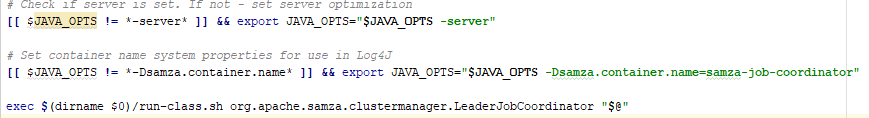 # Check if server is set. If not - set server optimization
[[ $JAVA_OPTS != *-server* ]] && export JAVA_OPTS="$JAVA_OPTS -server"
# Set container name system properties for use in Log4J
[[ $JAVA_OPTS != *-Dsamza.container.name* ]] && export JAVA_OPTS="$JAVA_OPTS -Dsamza.container.name=samza-job-coordinator"
exec $(dirname $0)/run-class.sh org.apache.samza.clustermanager.LeaderJobCoordinator "$@"